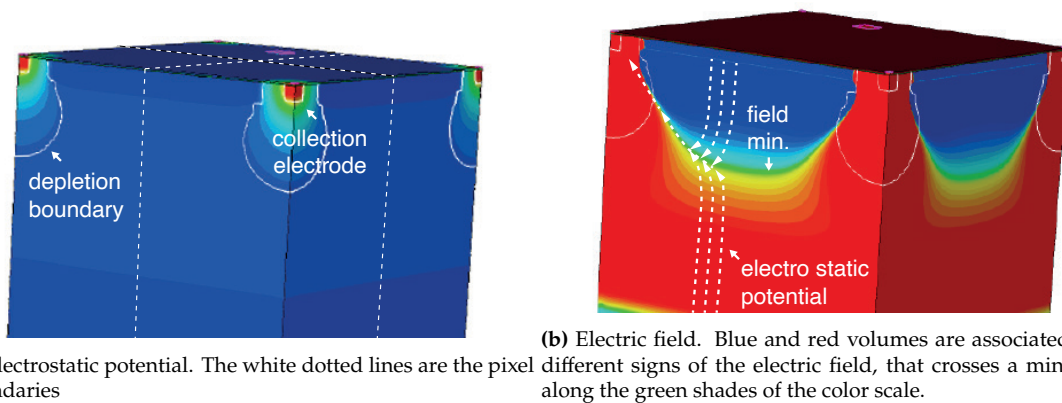 collection
electrode
depletion
boundary
field
min.
electro static
potential
lectrostatic potential. The white dotted lines are the pixel
ndaries
(b) Electric field. Blue and red volumes are associated
different signs of the electric field, that crosses a min
along the green shades of the color scale.